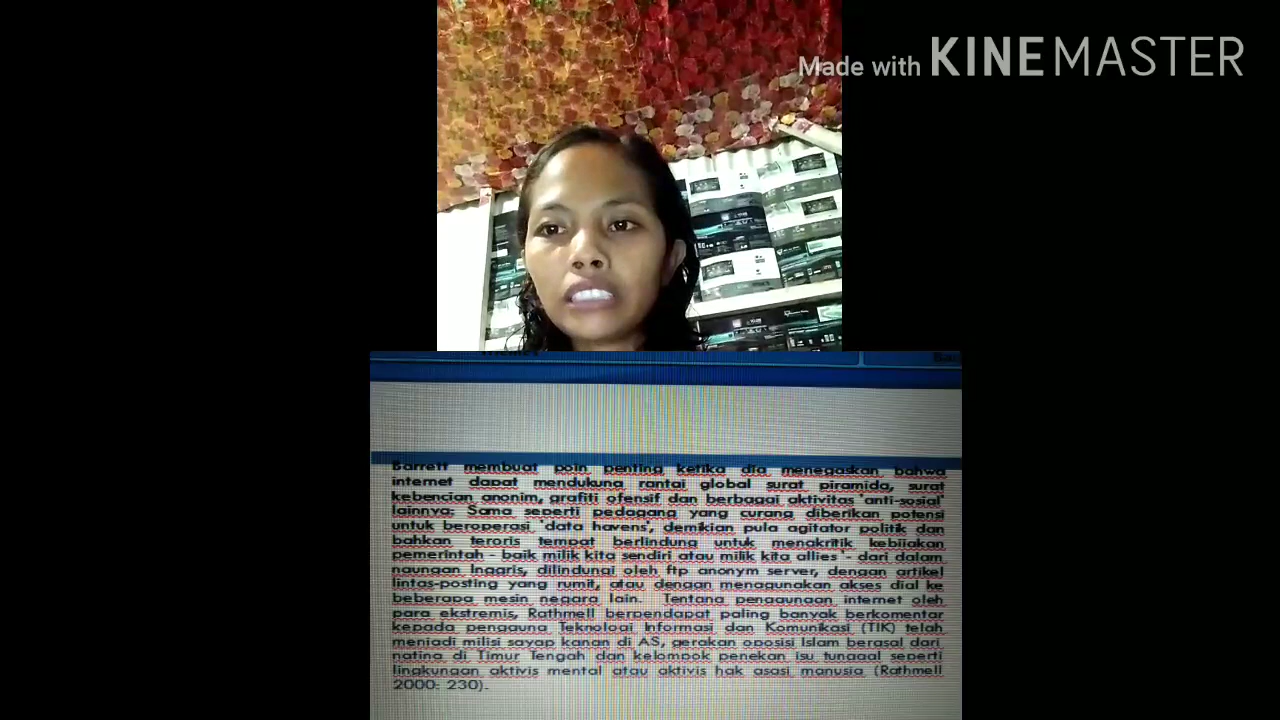 Made with KINEMASTER
Barrett membuat poin penting ketika dia menegaskan bahwa
internet dapat mendukung rantai global surat piramida, surat
kebencian anonim, grafiti ofensif dan berbagai aktivitas 'anti-sosial'
lainnya: Sama seperti pedagang yang curang diberikan potensi
untuk beroperasi 'data havens', demikian pula agitator politik dan
bahkan teroris tempat berlindung untuk menakritik kebijakan
pemerintah - baik milik kita sendiri atau milik kita allies '- dari dalam
naungan Inggris, dilindungi oleh ftp anonym server, dengan artikel
lintas-posting yang rumit, atau dengan menggunakan akses dial ke
beberapa mesin negara lain. Tentang penggunaan internet oleh
para ekstremis, Rathmell berpendapat paling banyak berkomentar
kepada pengguna Teknologi Informasi dan Komunikasi (TIK) telah
menjadi milisi sayap kanan di AS, gerakan oposisi Islam berasal dari
di Timur Tengah dan kelompok penekan isu tunggal seperti
lingkungan aktivis mental atau aktivis hak asasi manusia (Rathmell
2000: 230).